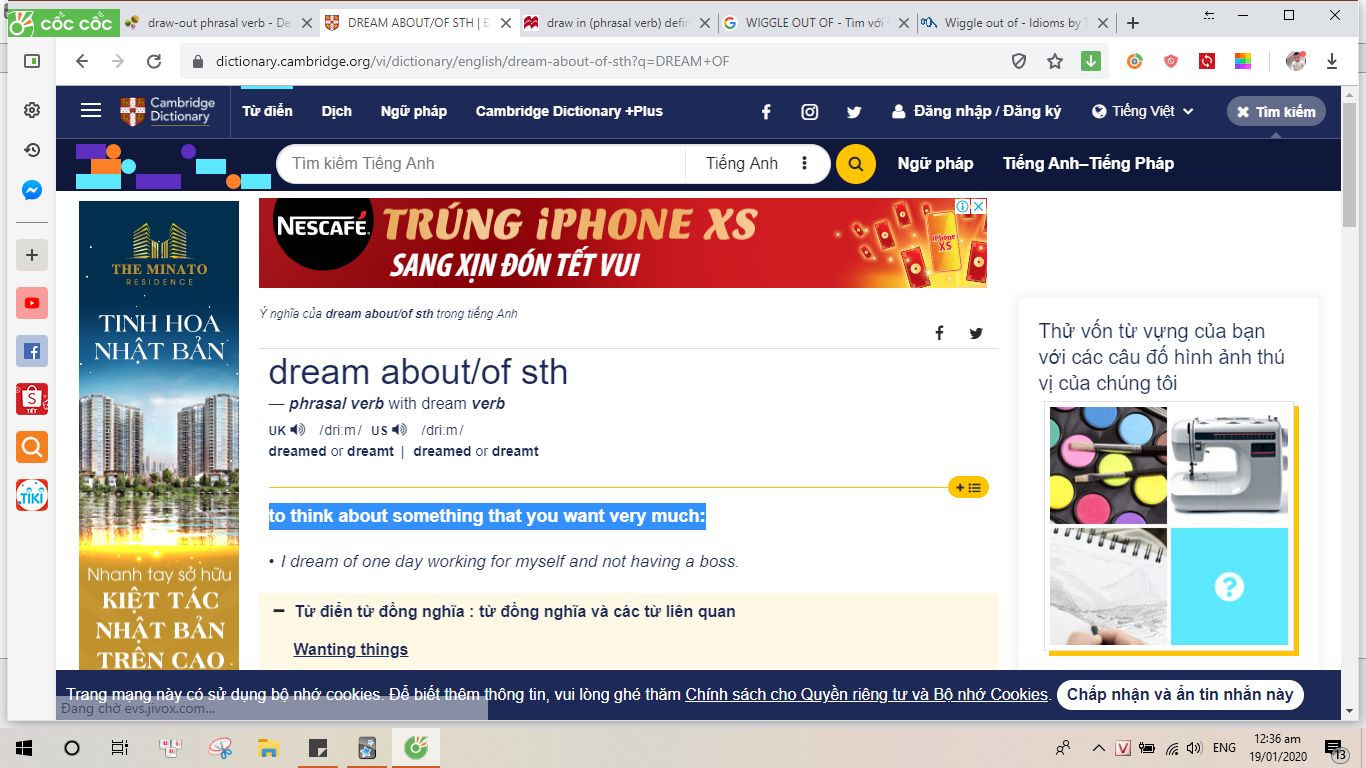 cốc cốc
draw-out phrasal verb - De
DREAM ABOUT/OF STH | Đ
draw in (phrasal verb) defin
WIGGLE OUT OF - Tìm với
Wiggle out of - Idioms by T
dictionary.cambridge.org/vi/dictionary/english/dream-about-of-sth?q=DREAM+OF
Cambridge
Dictionary
Từ điển
Dịch
Ngữ pháp
Cambridge Dictionary +Plus
Đăng nhập / Đăng ký
Tiếng Việt
Tìm kiếm
Tìm kiếm Tiếng Anh
Tiếng Anh
Ngữ pháp
Tiếng Anh–Tiếng Pháp
THE MINATO
RESIDENCE
TINH HOA
NHẬT BẢN
Nhanh tay sở hữu
KIỆT TÁC
NHẬT BẢN
TRÊN CAO
NESCAFÉ
TRÚNG iPHONE XS
SANG XỊN ĐÓN TẾT VUI
iPhone
XS
Ý nghĩa của dream about/of sth trong tiếng Anh
dream about/of sth
— phrasal verb with dream verb
UK /driːm/ US /driːm/
dreamed or dreamt | dreamed or dreamt
to think about something that you want very much:
• I dream of one day working for myself and not having a boss.
Từ điển từ đồng nghĩa : từ đồng nghĩa và các từ liên quan
Wanting things
Thử vốn từ vựng của bạn
với các câu đố hình ảnh thú
vị của chúng tôi
TẾT
TIKI
Trang mạng này có sử dụng bộ nhớ cookies. Để biết thêm thông tin, vui lòng ghé thăm Chính sách cho Quyền riêng tư và Bộ nhớ Cookies.
Chấp nhận và ẩn tin nhắn này
Đang chờ evs.jivox.com...
ENG
12:36 am
19/01/2020
13